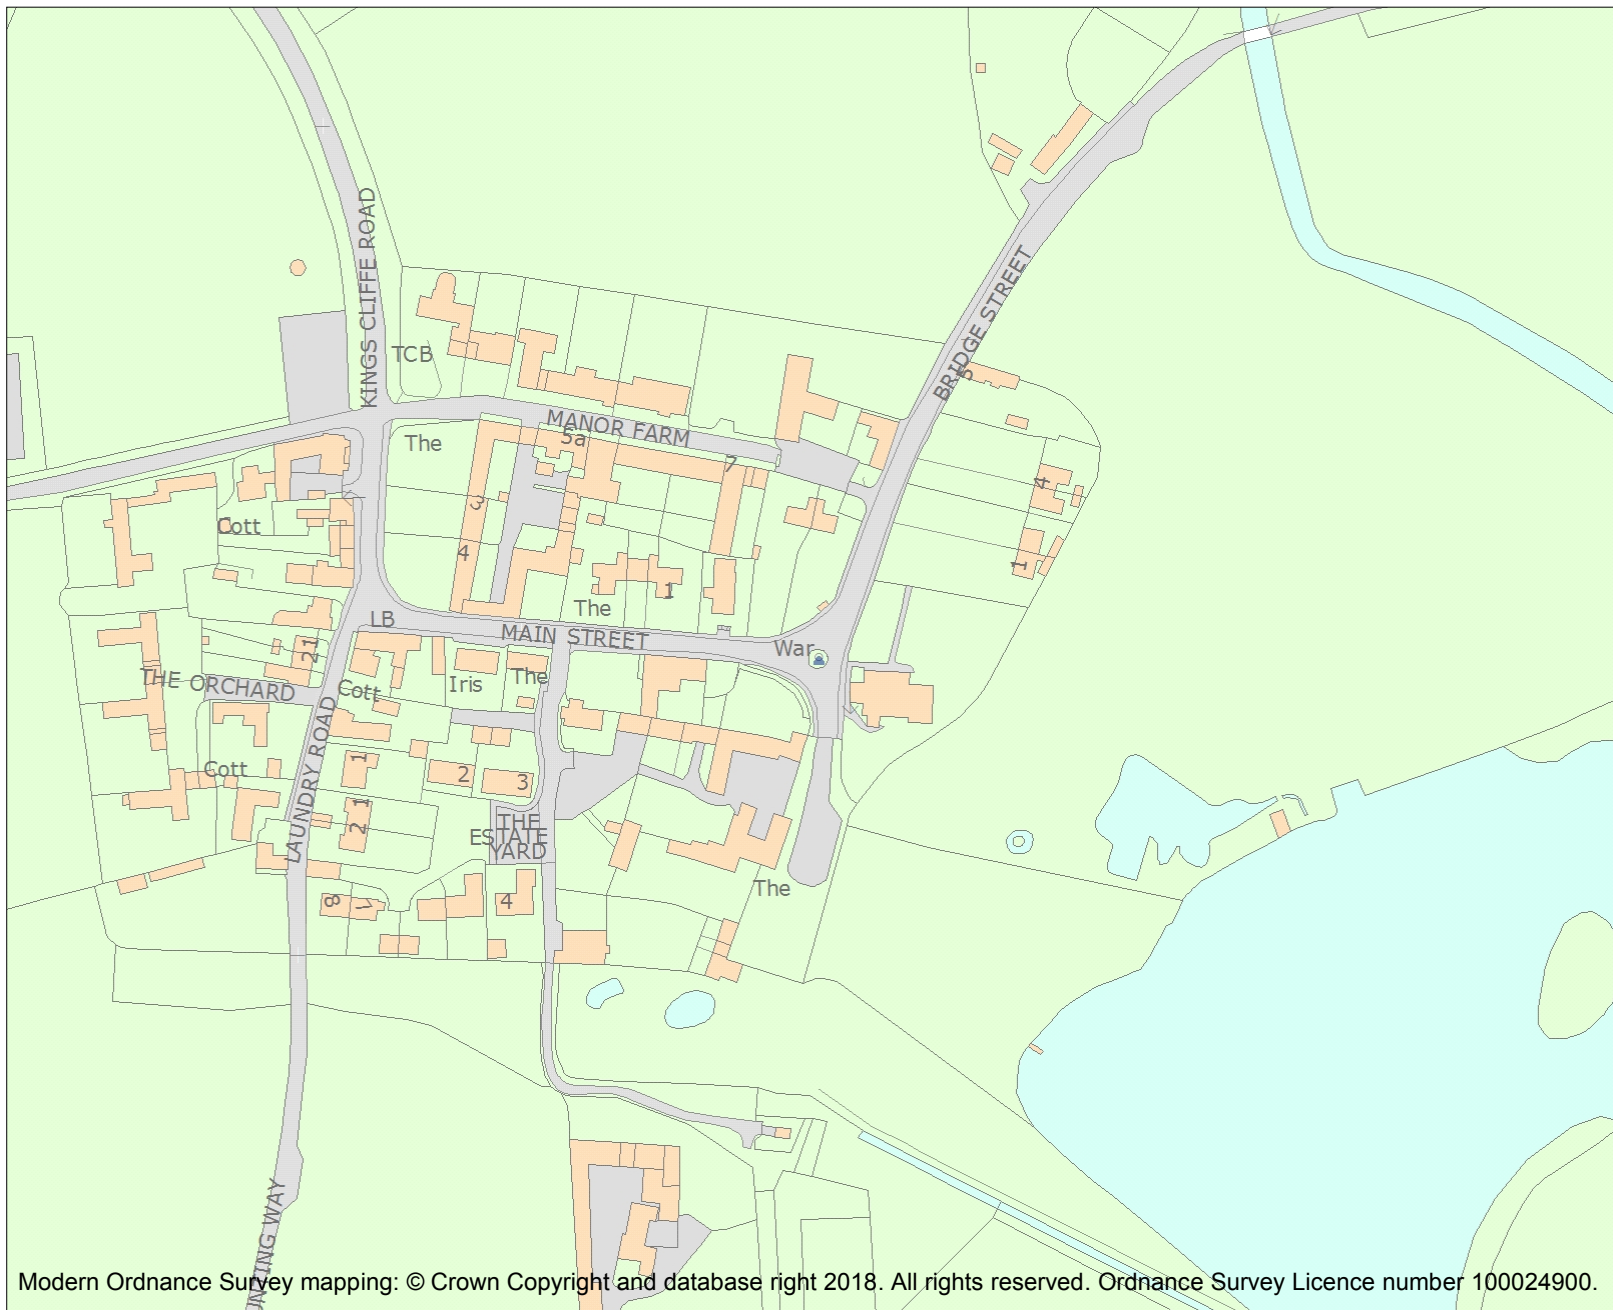 KINGS CLIFFE ROAD
BRIDGE STREET
TCB
5
MANOR FARM
The
5a
7
3
4
4
Cott
1
1
The
LB
MAIN STREET
War
21
THE ORCHARD
Cott
Iris
The
LAUNDRY ROAD
Cott
1
2
3
1
2
THE
ESTATE
YARD
The
8
7
4
NTING WAY
Modern Ordnance Survey mapping: © Crown Copyright and database right 2018. All rights reserved. Ordnance Survey Licence number 100024900.